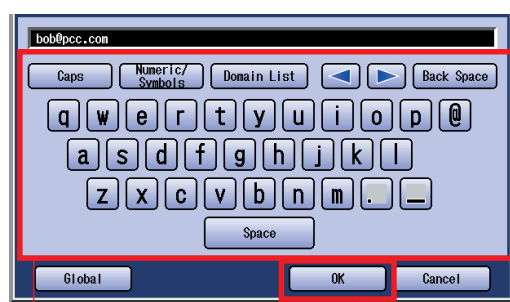 bob@pcc.com
Caps Numeric/ Symbols Domain List Back Space
q w e r t y u i o p @
a s d f g h j k l
z x c v b n m . _
Space
Global OK Cancel